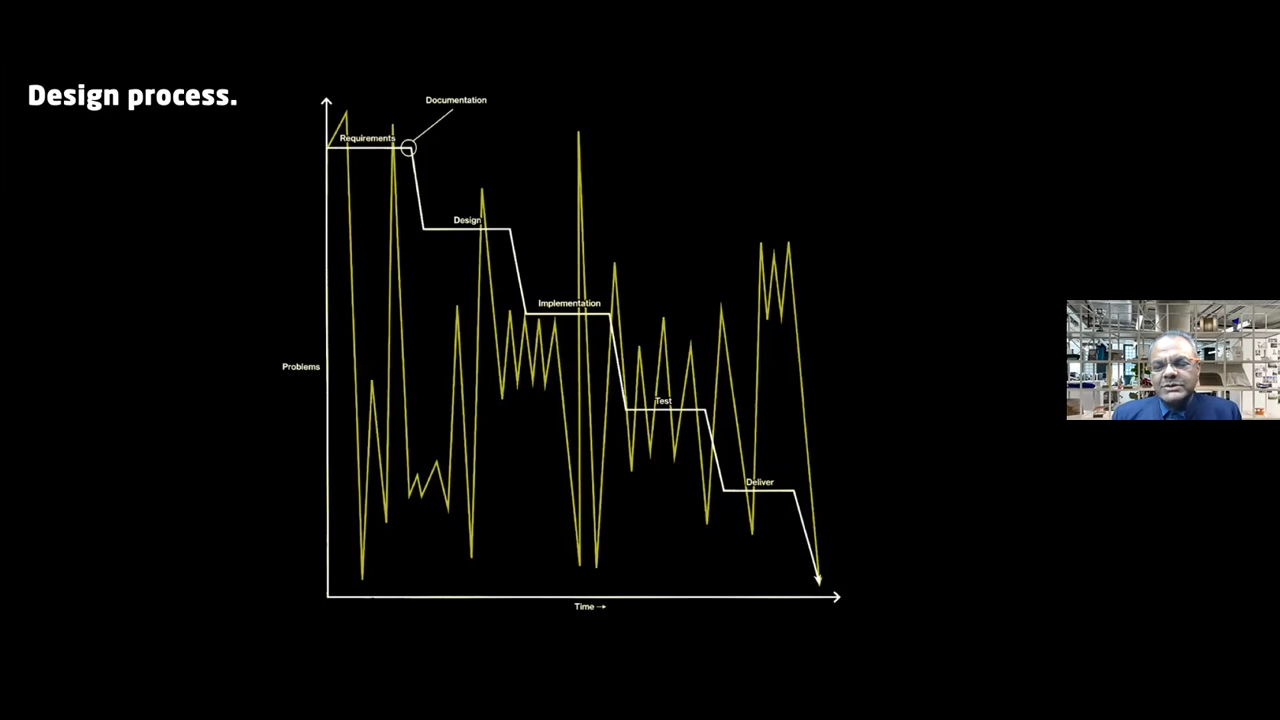 Design process.
Documentation
Requirements
Design
Implementation
Problems
Test
Deliver
Time →